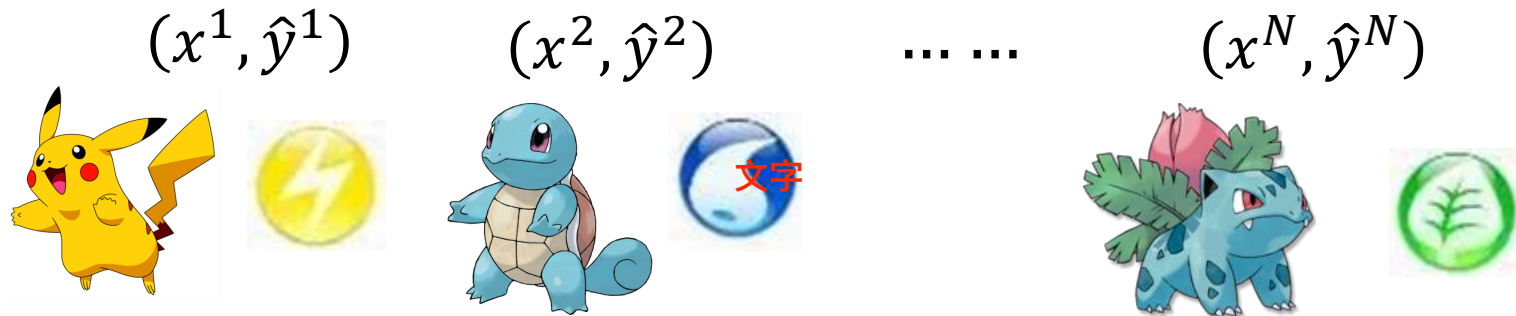 (x¹, ŷ¹) (x², ŷ²) … … (xᴺ, ŷᴺ)
文字